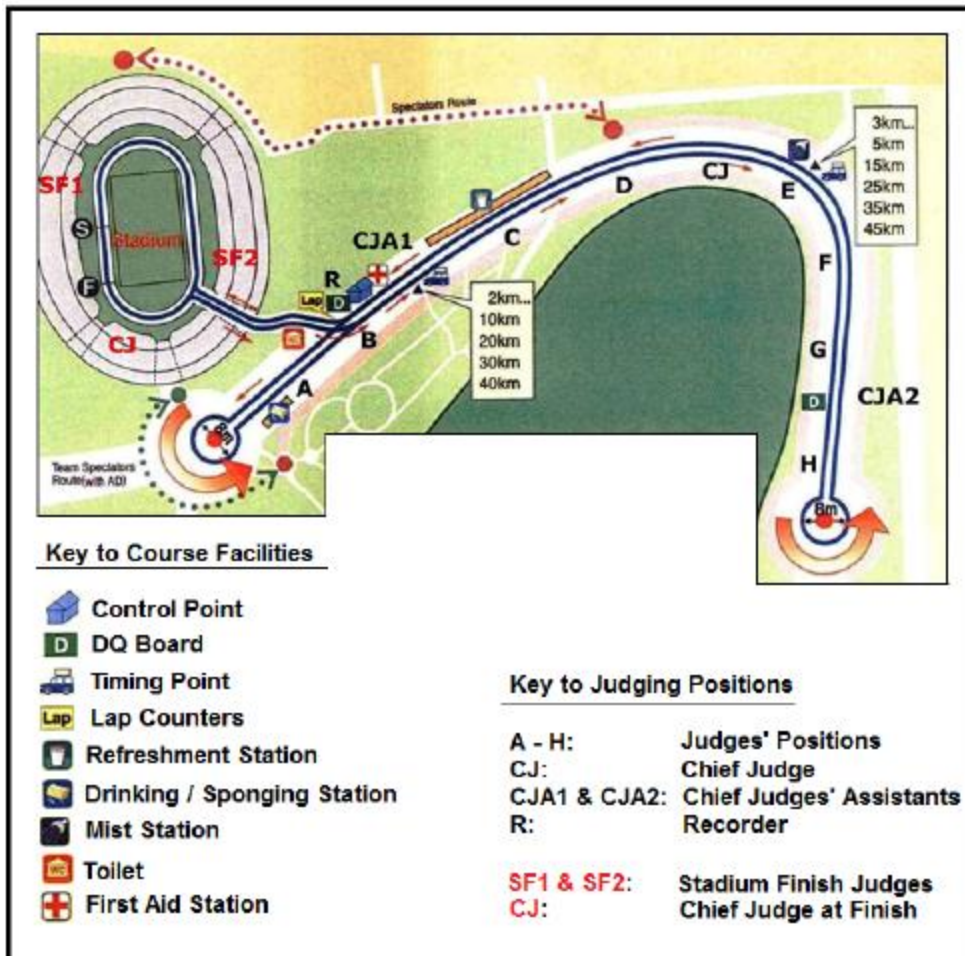 Spectators Route
3km...
5km
15km
25km
35km
45km
SF1
S
Stadium
SF2
F
CJ
CJA1
R
Lap
D
D
CJ
E
C
F
B
2km...
10km
20km
30km
40km
G
A
D
CJA2
H
8m
8m
Team Speclators
Route(with AD)
Key to Course Facilities
Control Point
D DQ Board
Timing Point
Lap Lap Counters
Refreshment Station
Drinking / Sponging Station
Mist Station
WC Toilet
First Aid Station
Key to Judging Positions
A - H: Judges' Positions
CJ: Chief Judge
CJA1 & CJA2: Chief Judges' Assistants
R: Recorder
SF1 & SF2: Stadium Finish Judges
CJ: Chief Judge at Finish